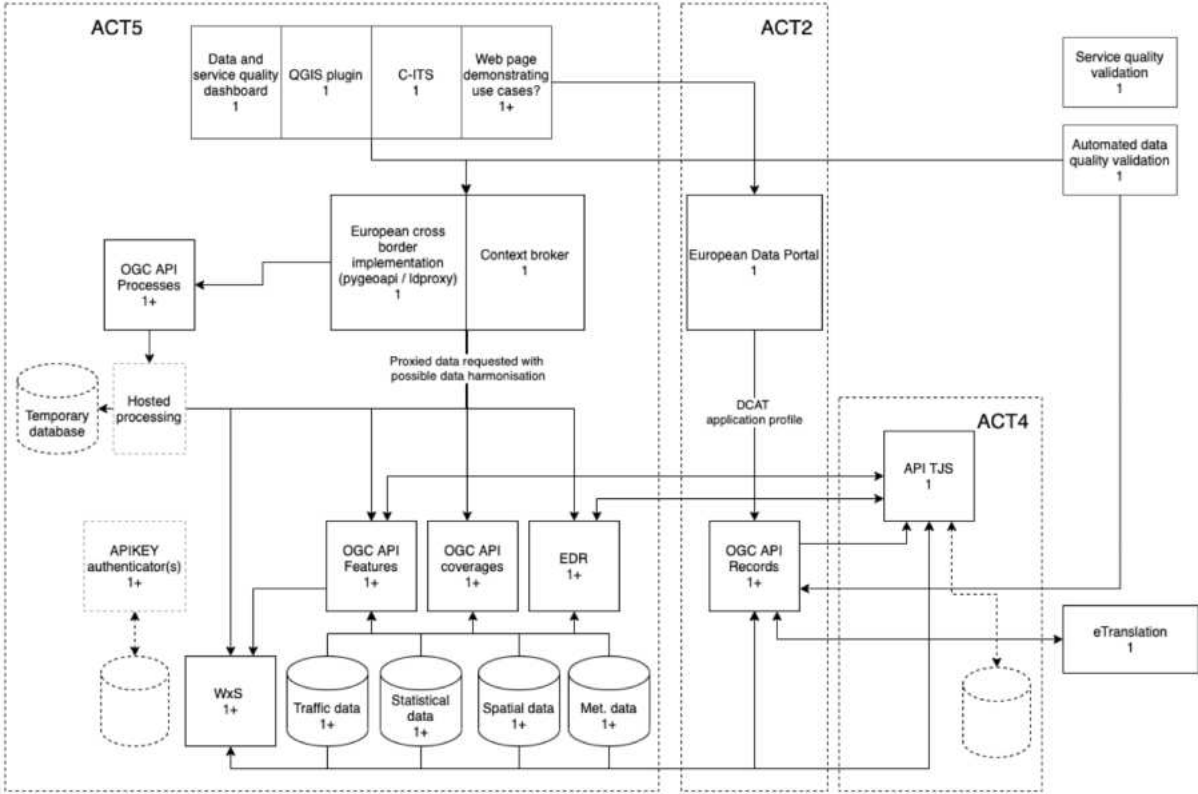 ACT5
ACT2
Data and
service quality
dashboard
1
QGIS plugin
1
C-ITS
1
Web page
demonstrating
use cases?
1+
Service quality
validation
1
Automated data
quality validation
1
European cross
border
implementation
(pygeoapi / ldproxy)
1
Context broker
1
European Data Portal
1
OGC API
Processes
1+
Proxied data requested with
possible data harmonisation
Temporary
database
Hosted
processing
DCAT
application profile
ACT4
API TJS
1
APIKEY
authenticator(s)
1+
OGC API
Features
1+
OGC API
coverages
1+
EDR
1+
OGC API
Records
1+
eTranslation
1
WxS
1+
Traffic data
1+
Statistical
data
1+
Spatial data
1+
Met. data
1+